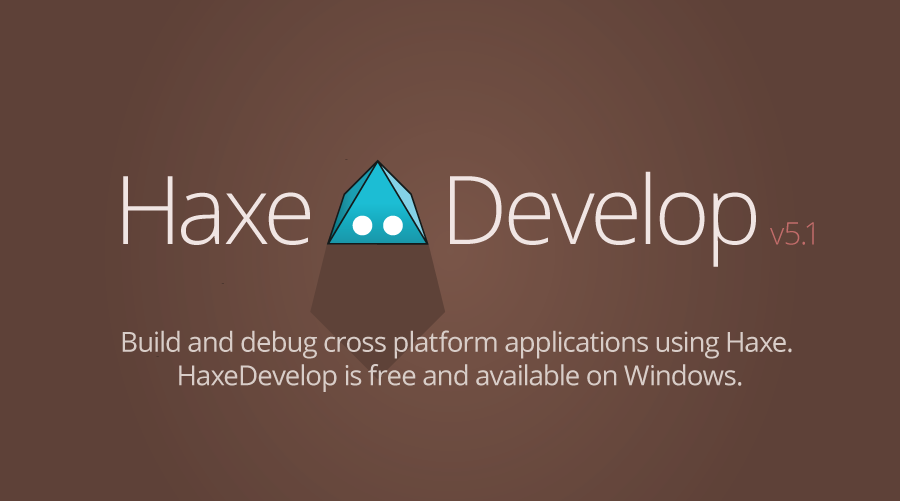 Haxe Develop v5.1
Build and debug cross platform applications using Haxe.
HaxeDevelop is free and available on Windows.